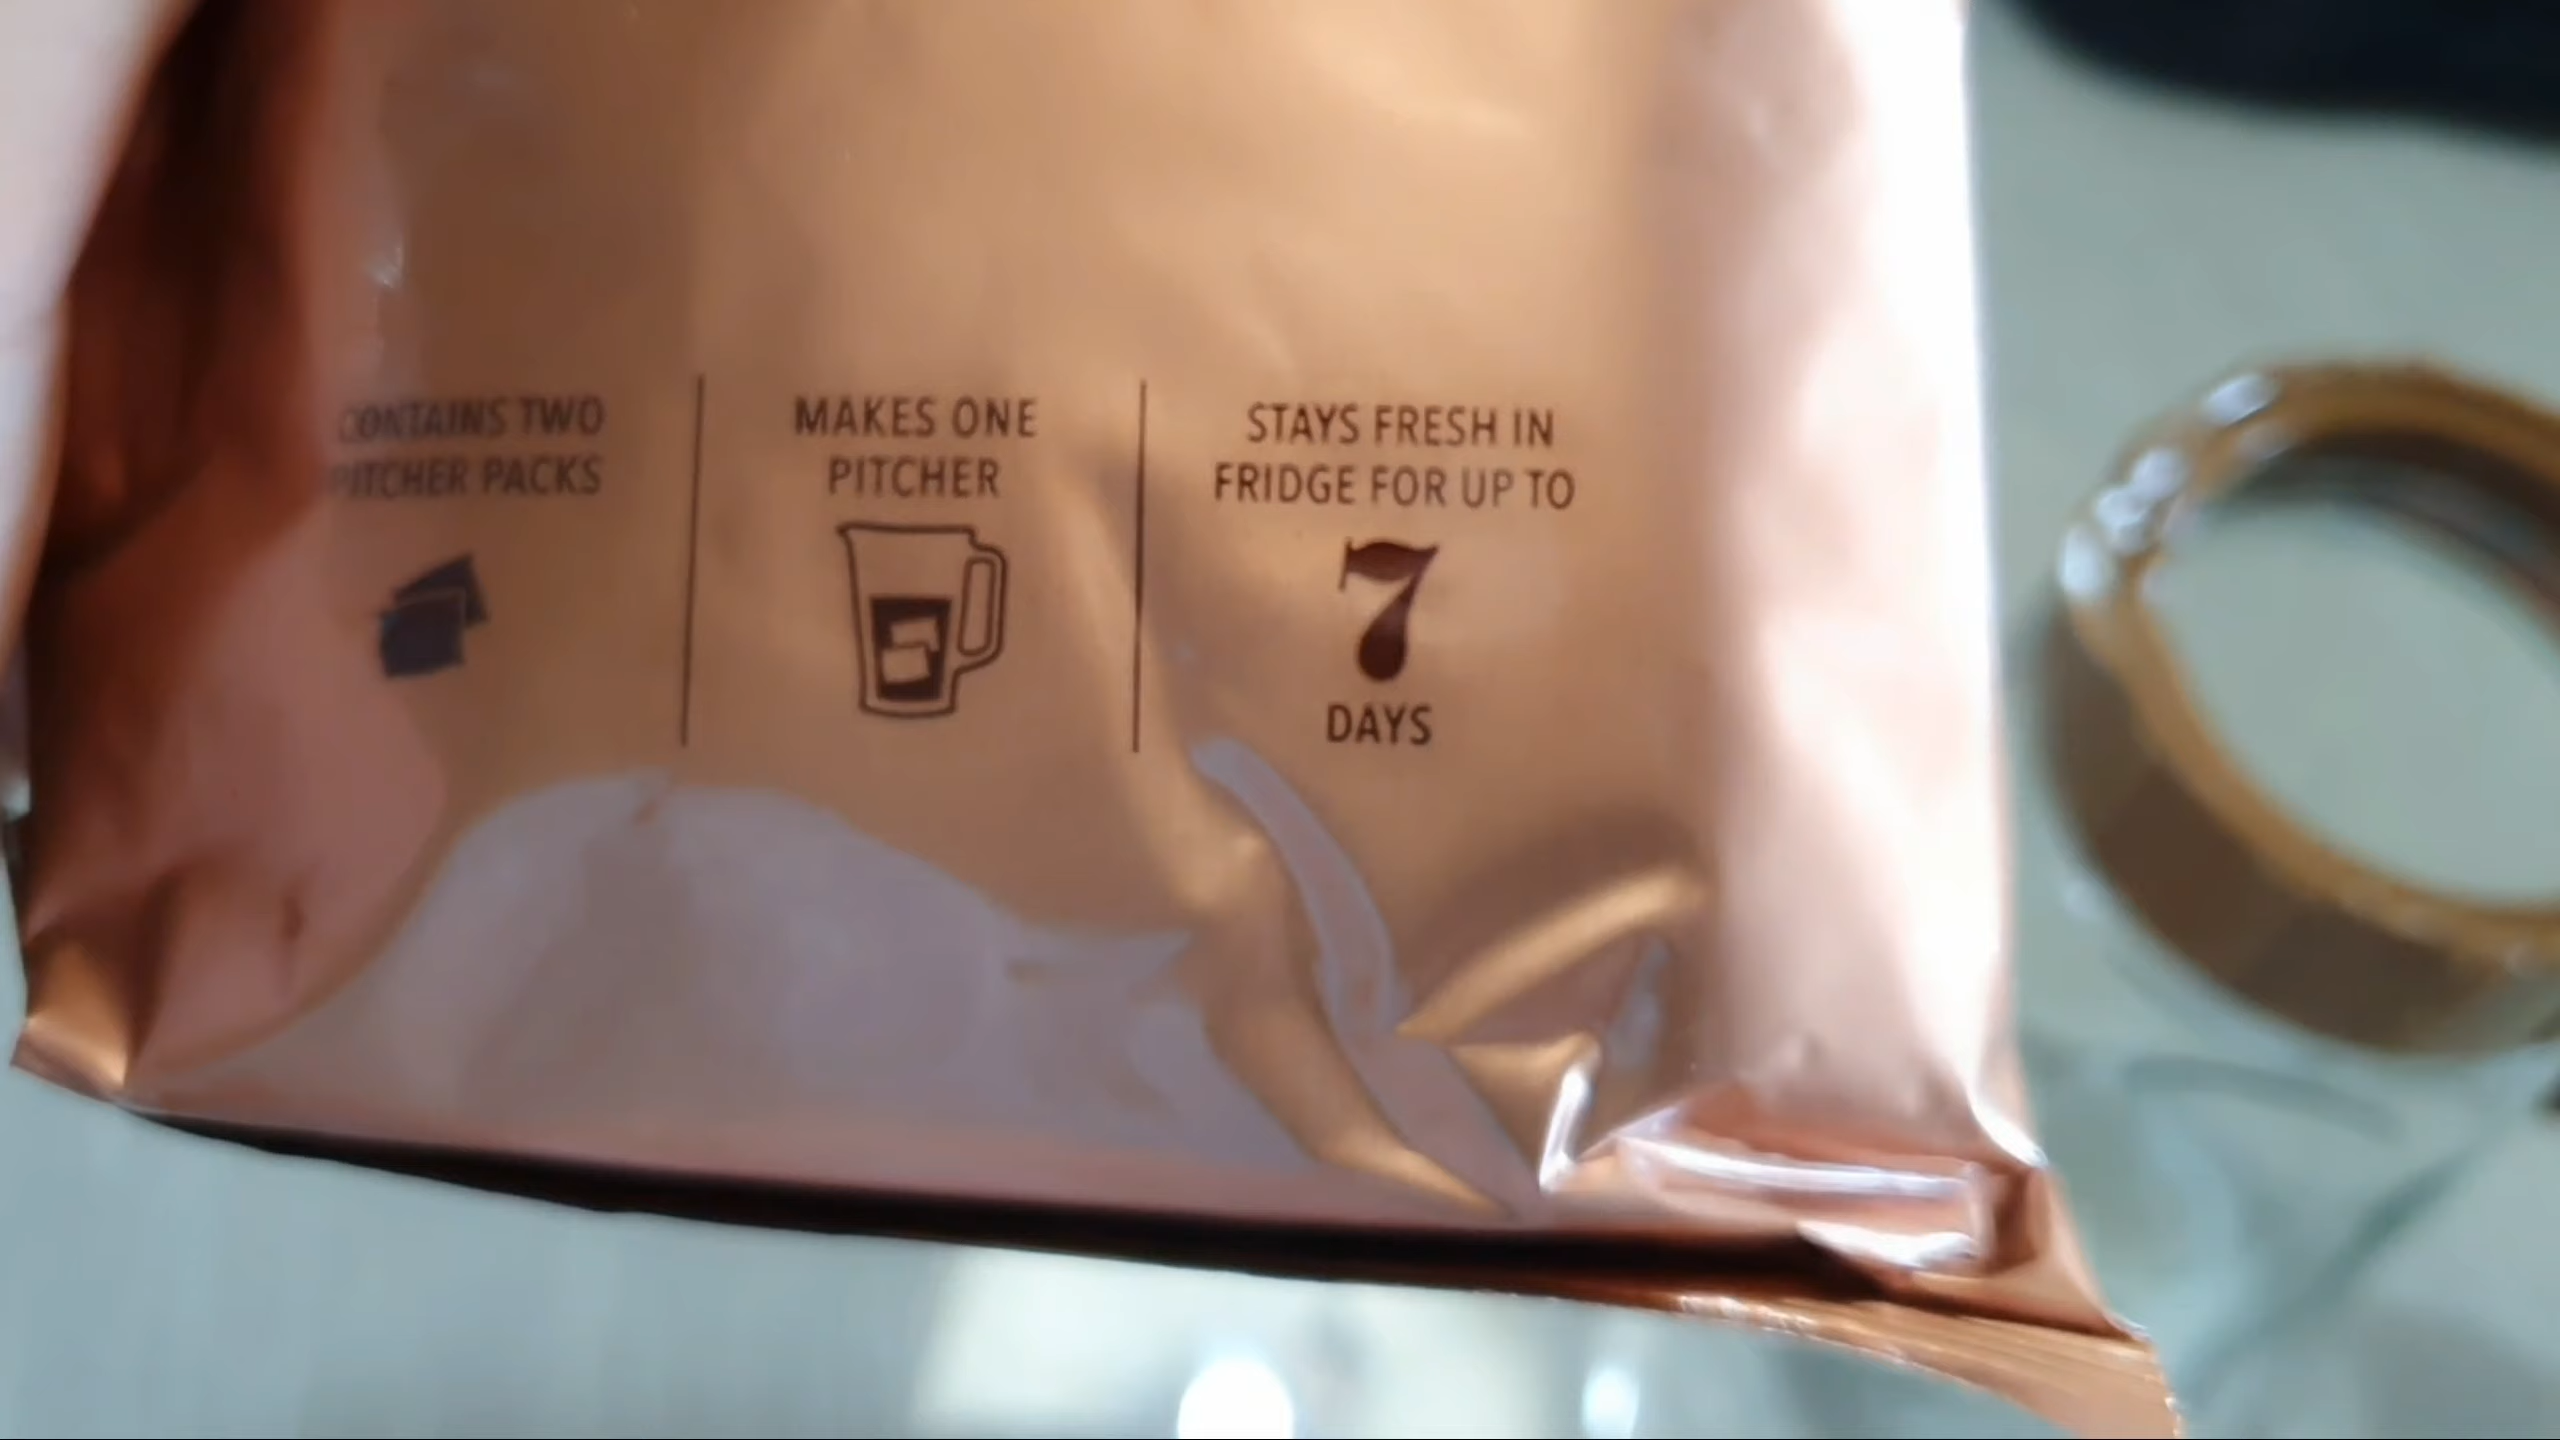 CONTAINS TWO
PITCHER PACKS
MAKES ONE
PITCHER
STAYS FRESH IN
FRIDGE FOR UP TO
7
DAYS